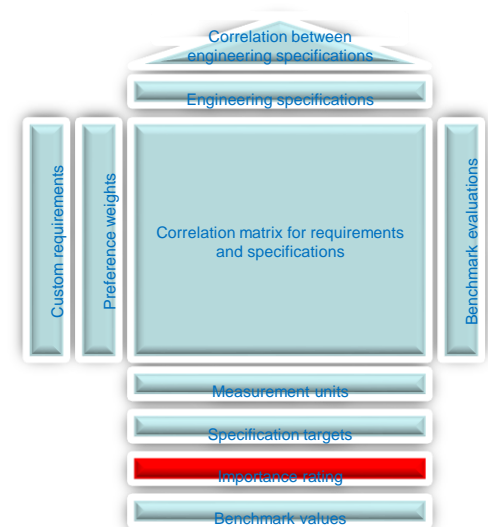 Correlation between
engineering specifications
Engineering specifications
Custom requirements
Preference weights
Correlation matrix for requirements
and specifications
Benchmark evaluations
Measurement units
Specification targets
Importance rating
Benchmark values